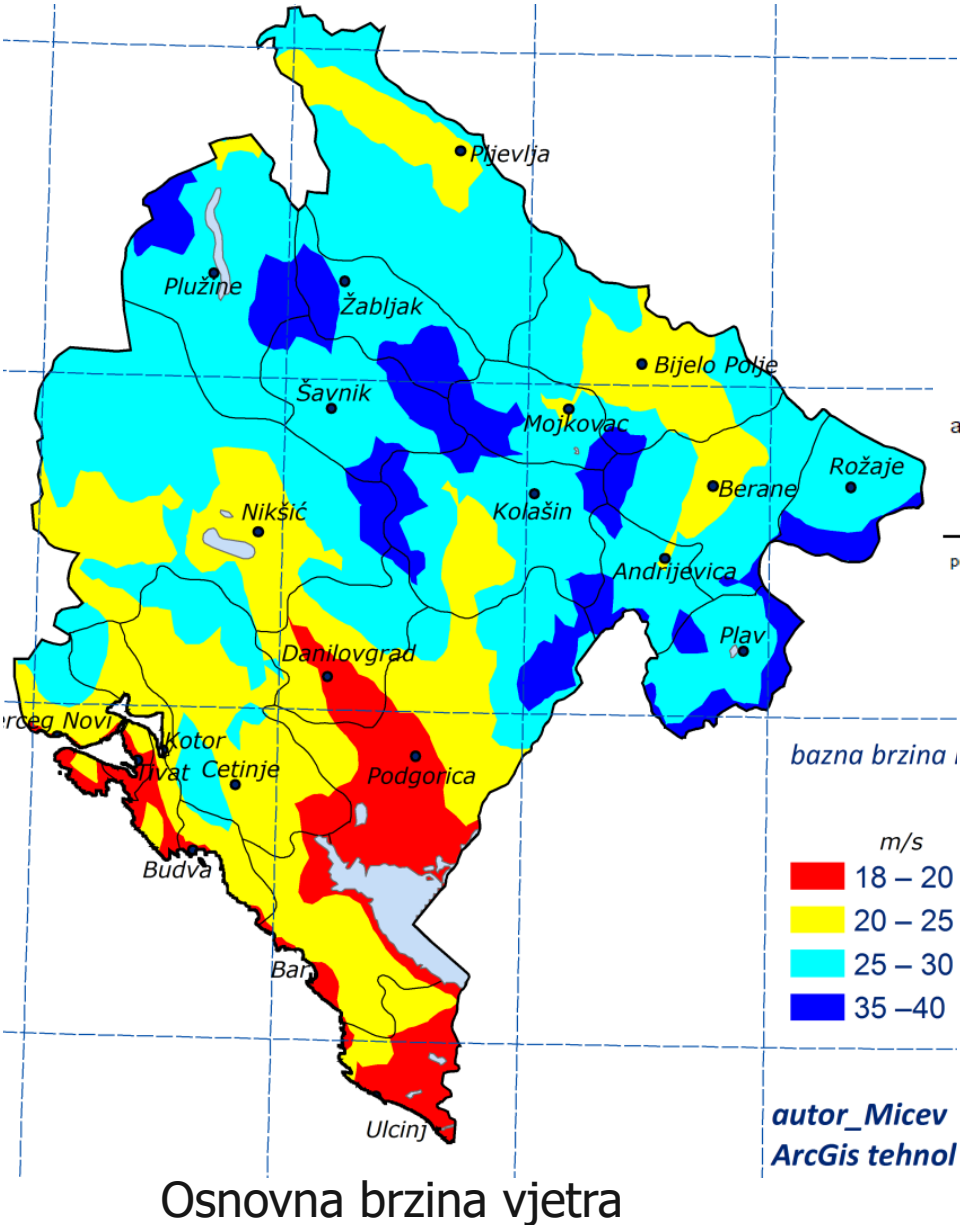 Pljevlja
Plužine
Žabljak
Bijelo Polje
Šavnik
Mojkovac
Rožaje
Berane
Nikšić
Kolašin
Andrijevica
Plav
Danilovgrad
erceg Novi
Kotor
Tivat
Cetinje
Podgorica
Budva
Bar
Ulcinj
a
p
bazna brzina
m/s
18 – 20
20 – 25
25 – 30
35 –40
autor_Micev
ArcGis tehnol
Osnovna brzina vjetra